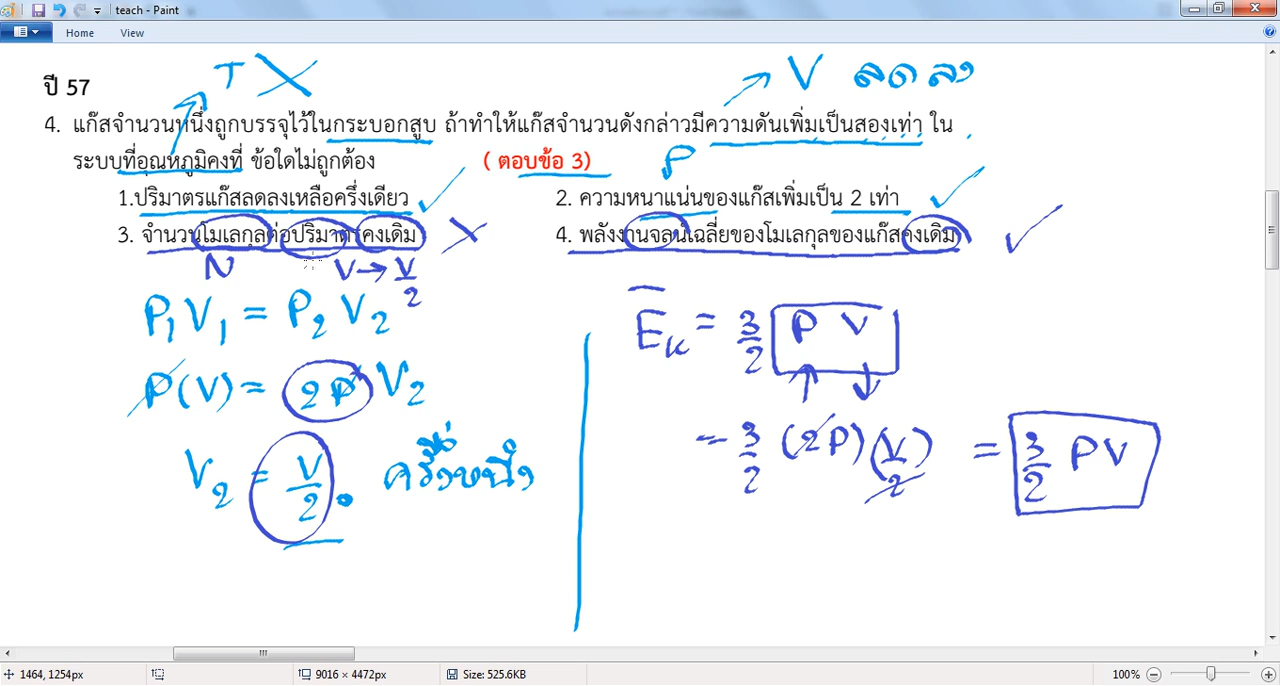 teach - Paint
Home View
T X V ลดลง
ปี 57
4. แก๊สจำนวนหนึ่งถูกบรรจุไว้ในกระบอกสูบ ถ้าทำให้แก๊สจำนวนดังกล่าวมีความดันเพิ่มเป็นสองเท่า ใน
ระบบที่อุณหภูมิคงที่ ข้อใดไม่ถูกต้อง ( ตอบข้อ 3) P
1.ปริมาตรแก๊สลดลงเหลือครึ่งเดียว 2. ความหนาแน่นของแก๊สเพิ่มเป็น 2 เท่า
3. จำนวนโมเลกุลต่อปริมาตรคงเดิม 4. พลังงานจลน์เฉลี่ยของโมเลกุลของแก๊สคงเดิม
N V → V/2
P₁V₁ = P₂V₂
P(V) = 2P V₂
V₂ = V/2 ครึ่งหนึ่ง
E̅ₖ = 3/2 P V
= 3/2 (2P)(V/2) = 3/2 PV
1464, 1254px 9016 × 4472px Size: 525.6KB 100%